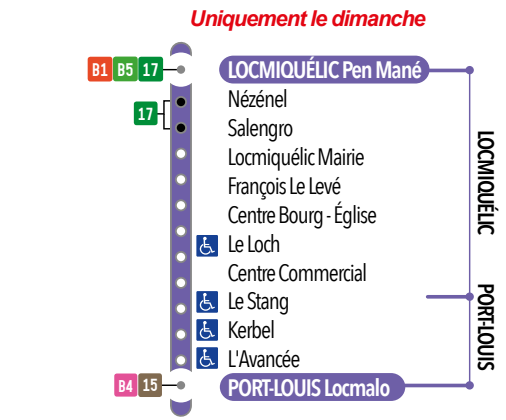 Uniquement le dimanche
B1 B5 17 LOCMIQUÉLIC Pen Mané
Nézénel
17
Salengro
Locmiquélic Mairie
François Le Levé
Centre Bourg - Église
Le Loch
Centre Commercial
Le Stang
Kerbel
L'Avancée
B4 15 PORT-LOUIS Locmalo
LOCMIQUÉLIC
PORT-LOUIS